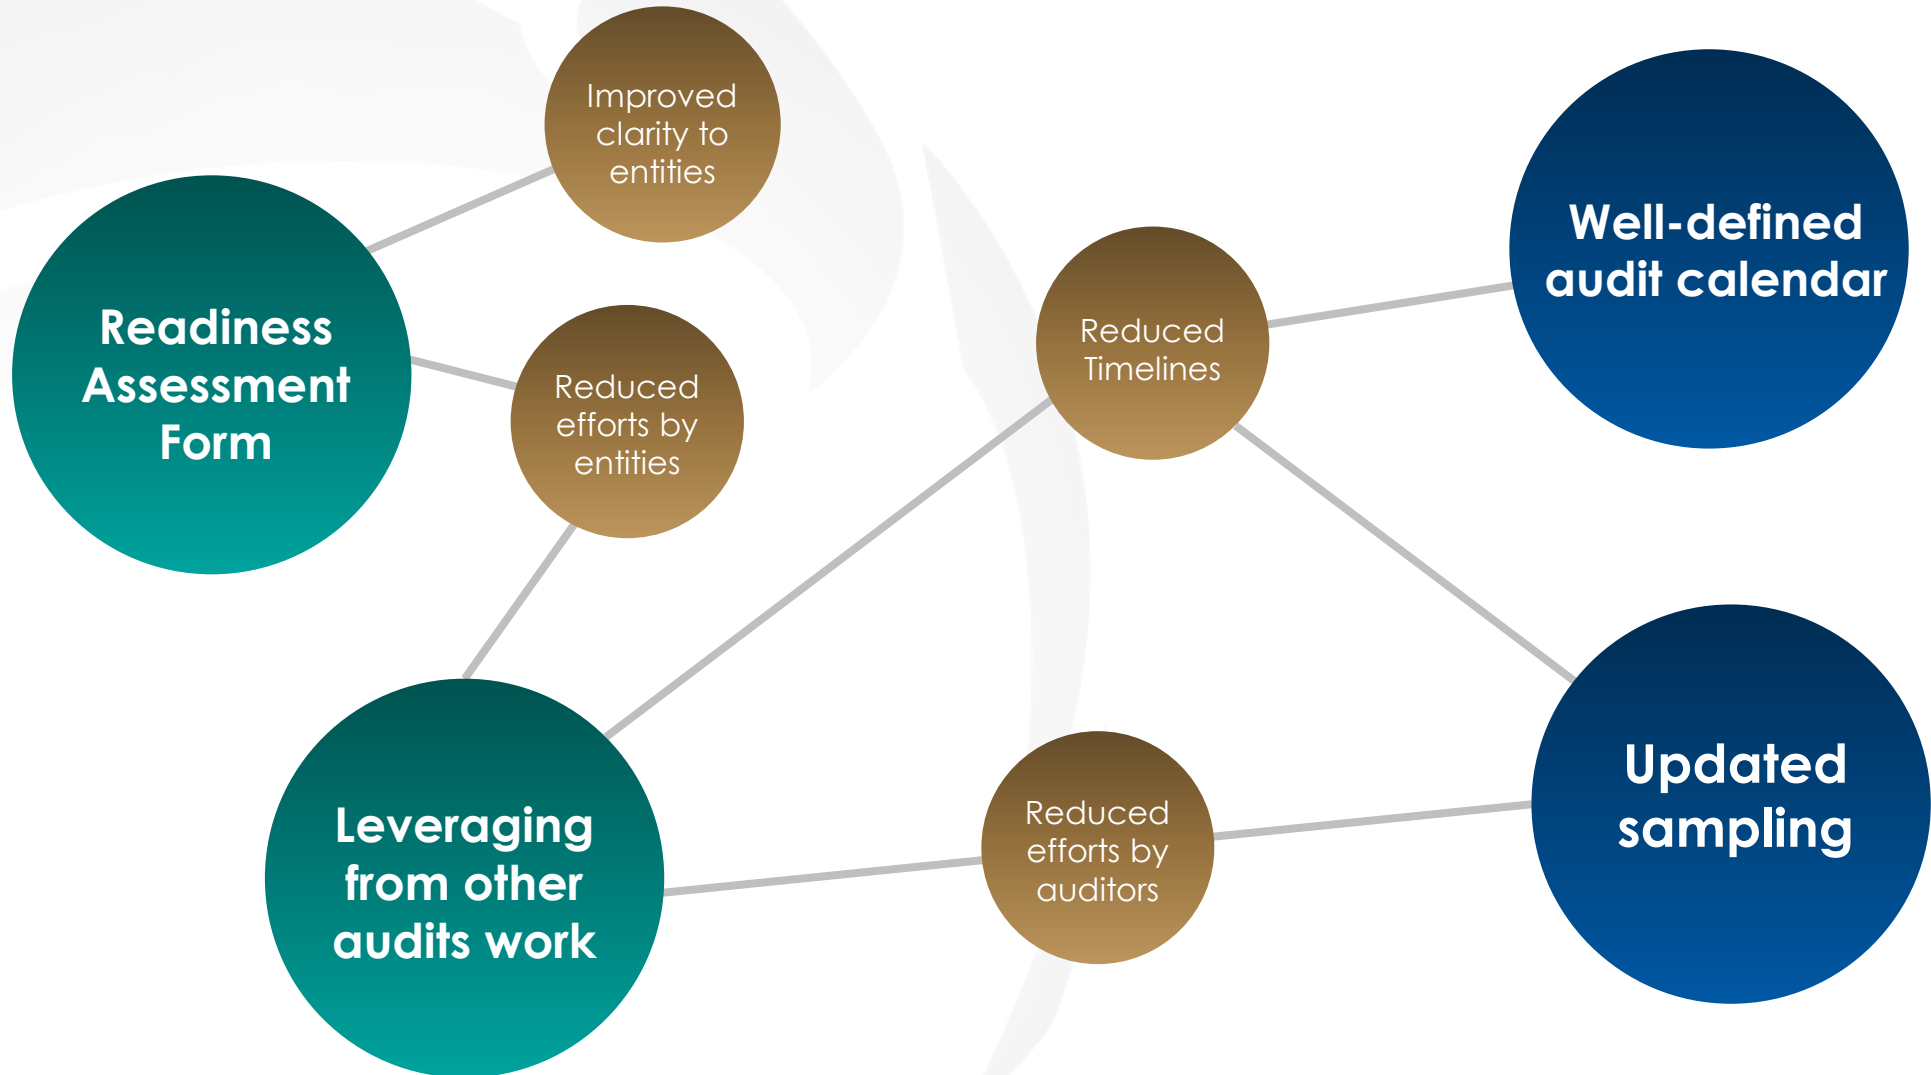 Improved
clarity to
entities
Readiness
Assessment
Form
Reduced
efforts by
entities
Reduced
Timelines
Well-defined
audit calendar
Leveraging
from other
audits work
Reduced
efforts by
auditors
Updated
sampling